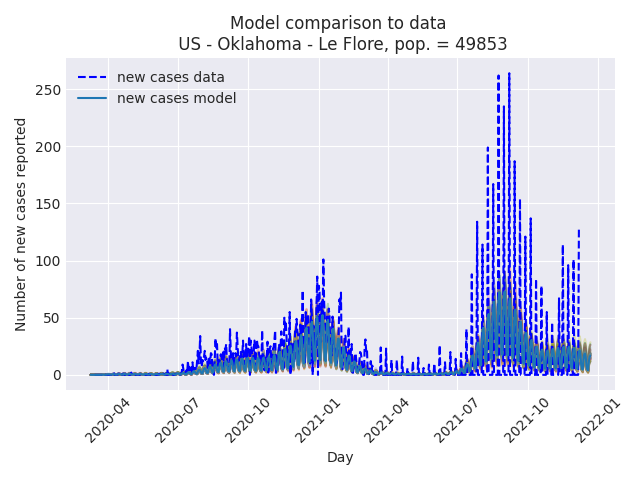 Model comparison to data
US - Oklahoma - Le Flore, pop. = 49853
new cases data
new cases model
Number of new cases reported
250
200
150
100
50
0
2020-04
2020-07
2020-10
2021-01
2021-04
2021-07
2021-10
2022-01
Day